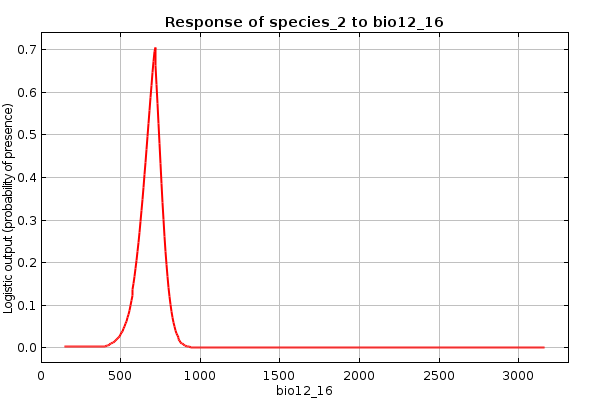 Response of species_2 to bio12_16
Logistic output (probability of presence)
0.7
0.6
0.5
0.4
0.3
0.2
0.1
0.0
0 500 1000 1500 2000 2500 3000
bio12_16